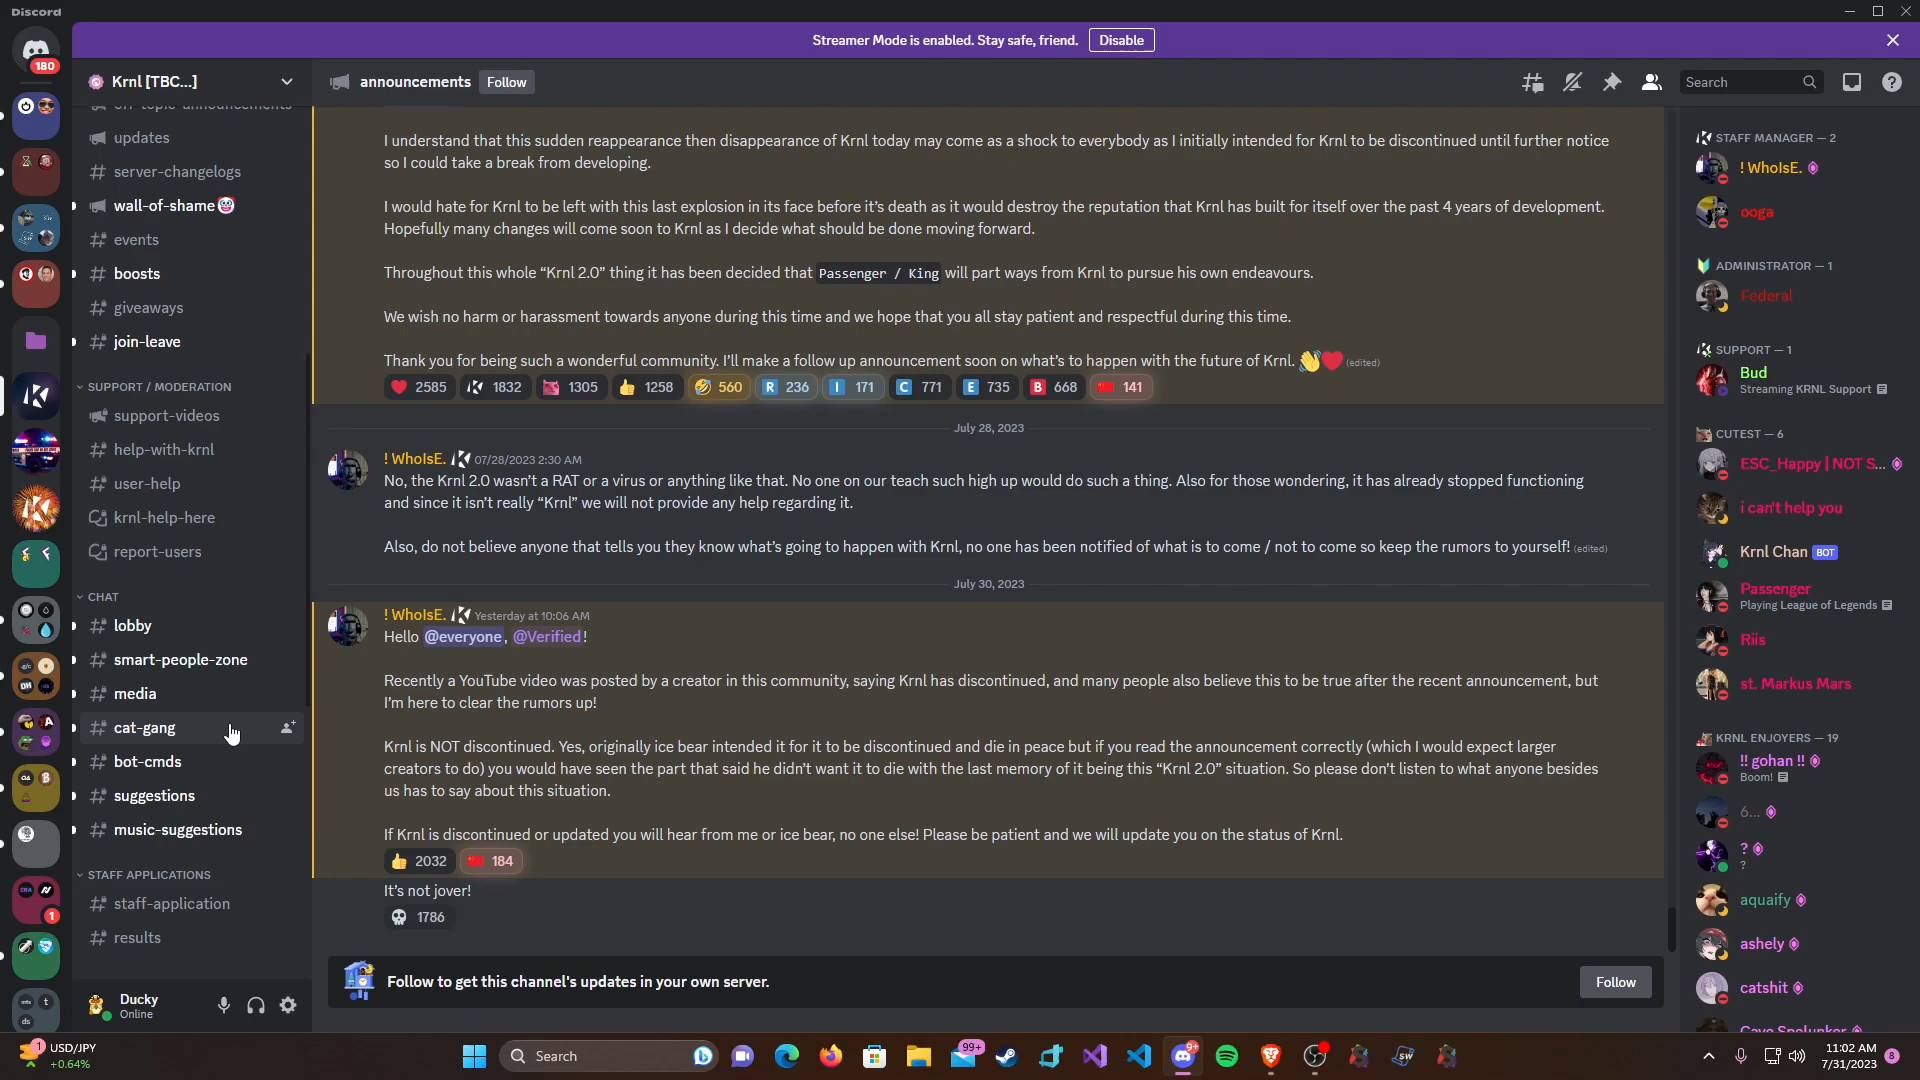 Discord
Streamer Mode is enabled. Stay safe, friend. Disable
180
Krnl [TBC...]
announcements Follow
Search
off-topic-announcements
updates
server-changelogs
wall-of-shame🤡
events
boosts
giveaways
join-leave
SUPPORT / MODERATION
support-videos
help-with-krnl
user-help
krnl-help-here
report-users
CHAT
lobby
smart-people-zone
media
cat-gang
bot-cmds
suggestions
music-suggestions
STAFF APPLICATIONS
staff-application
results
Ducky
Online
I understand that this sudden reappearance then disappearance of Krnl today may come as a shock to everybody as I initially intended for Krnl to be discontinued until further notice
so I could take a break from developing.
I would hate for Krnl to be left with this last explosion in its face before it’s death as it would destroy the reputation that Krnl has built for itself over the past 4 years of development.
Hopefully many changes will come soon to Krnl as I decide what should be done moving forward.
Throughout this whole “Krnl 2.0” thing it has been decided that Passenger / King will part ways from Krnl to pursue his own endeavours.
We wish no harm or harassment towards anyone during this time and we hope that you all stay patient and respectful during this time.
Thank you for being such a wonderful community. I’ll make a follow up announcement soon on what’s to happen with the future of Krnl. 👋❤️ (edited)
❤️ 2585 1832 1305 👍 1258 🤣 560 R 236 I 171 C 771 E 735 B 668 🇨🇳 141
July 28, 2023
! WhoIsE. 07/28/2023 2:30 AM
No, the Krnl 2.0 wasn’t a RAT or a virus or anything like that. No one on our teach such high up would do such a thing. Also for those wondering, it has already stopped functioning
and since it isn’t really “Krnl” we will not provide any help regarding it.
Also, do not believe anyone that tells you they know what’s going to happen with Krnl, no one has been notified of what is to come / not to come so keep the rumors to yourself! (edited)
July 30, 2023
! WhoIsE. Yesterday at 10:06 AM
Hello @everyone, @Verified!
Recently a YouTube video was posted by a creator in this community, saying Krnl has discontinued, and many people also believe this to be true after the recent announcement, but
I’m here to clear the rumors up!
Krnl is NOT discontinued. Yes, originally ice bear intended it for it to be discontinued and die in peace but if you read the announcement correctly (which I would expect larger
creators to do) you would have seen the part that said he didn’t want it to die with the last memory of it being this “Krnl 2.0” situation. So please don’t listen to what anyone besides
us has to say about this situation.
If Krnl is discontinued or updated you will hear from me or ice bear, no one else! Please be patient and we will update you on the status of Krnl.
👍 2032 🇨🇳 184
It’s not jover!
💀 1786
Follow to get this channel's updates in your own server. Follow
STAFF MANAGER — 2
! WhoIsE.
ooga
ADMINISTRATOR — 1
Federal
SUPPORT — 1
Bud
Streaming KRNL Support
CUTEST — 6
ESC_Happy | NOT S...
i can't help you
Krnl Chan BOT
Passenger
Playing League of Legends
Riis
st. Markus Mars
KRNL ENJOYERS — 19
!! gohan !!
Boom!
6...
?
?
aquaify
ashely
catshit
Cave Spelunker
1
USD/JPY
+0.64%
1
Search
99+
9+
11:02 AM
7/31/2023
8